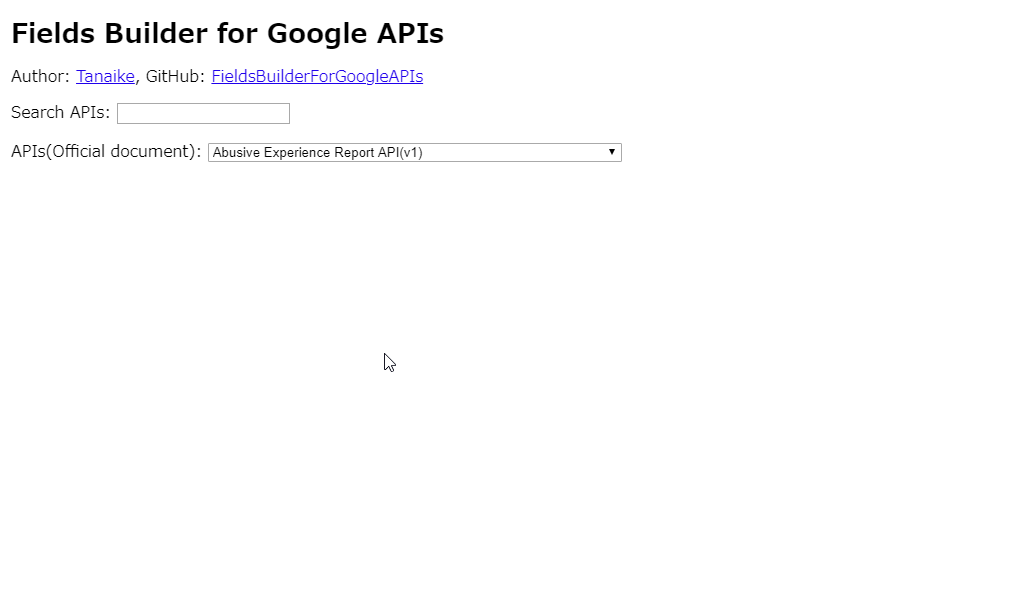 Fields Builder for Google APIs
Author: Tanaike, GitHub: FieldsBuilderForGoogleAPIs
Search APIs:
APIs(Official document): Abusive Experience Report API(v1)